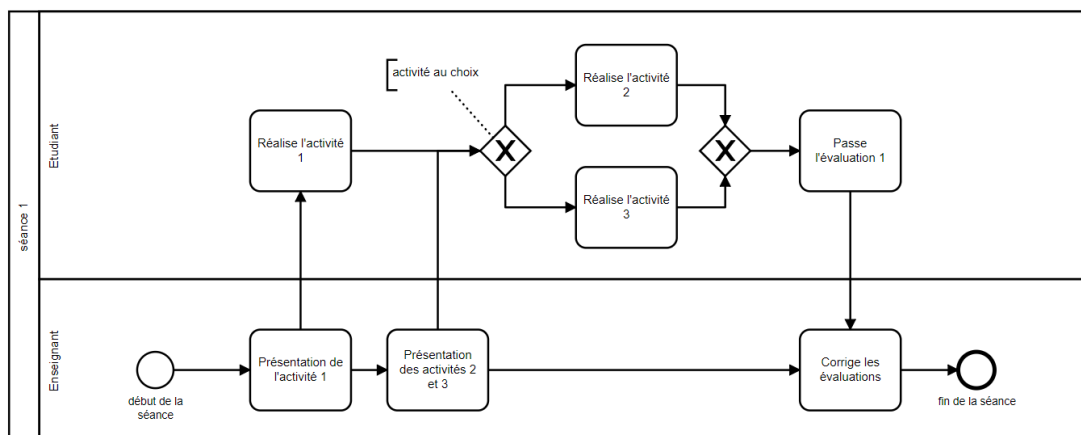 séance 1
Etudiant
activité au choix
Réalise l'activité
1
Réalise l'activité
2
Réalise l'activité
3
Passe
l'évaluation 1
Enseignant
début de la
séance
Présentation de
l'activité 1
Présentation
des activités 2
et 3
Corrige les
évaluations
fin de la séance